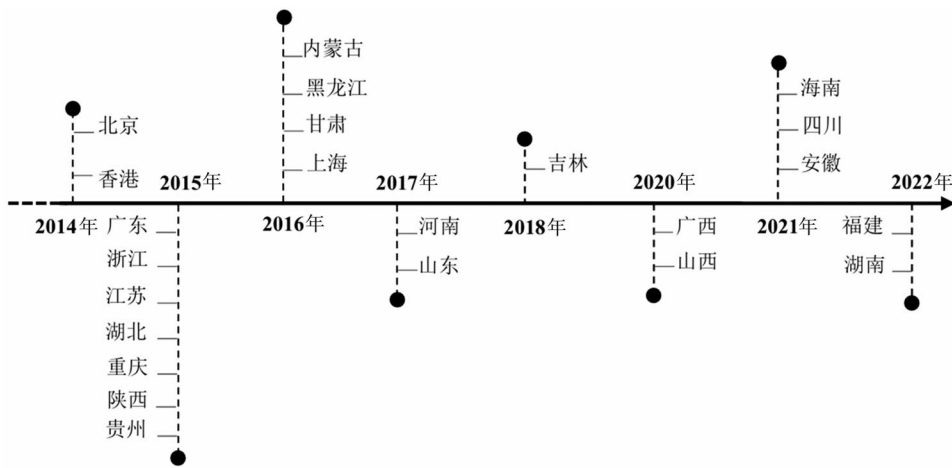 内蒙古
黑龙江
甘肃
上海
北京
香港
2014年
2015年
广东
浙江
江苏
湖北
重庆
陕西
贵州
2016年
2017年
河南
山东
吉林
2018年
2020年
广西
山西
海南
四川
安徽
2021年
2022年
福建
湖南